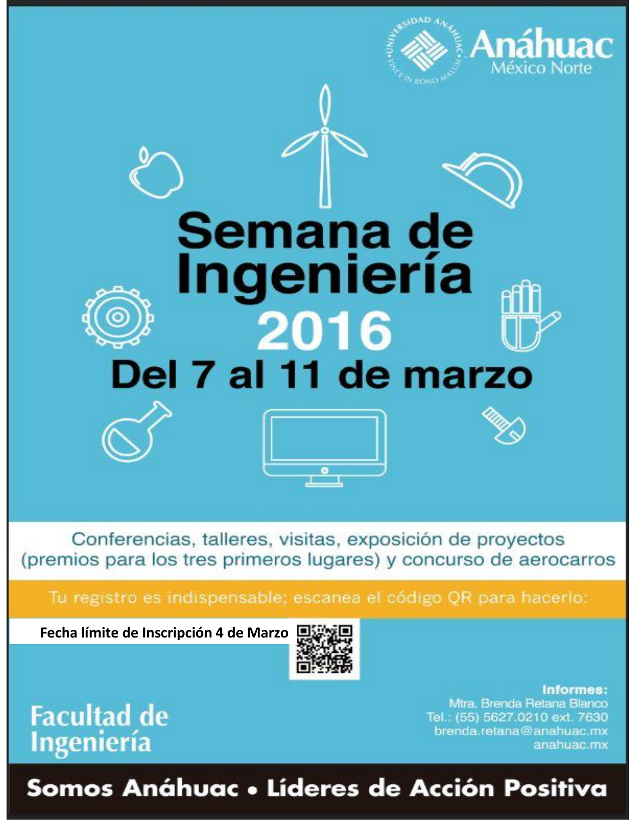 UNIVERSIDAD ANÁHUAC
VINCE IN BONO MALUM
Anáhuac
México Norte
Semana de
Ingeniería
2016
Del 7 al 11 de marzo
Conferencias, talleres, visitas, exposición de proyectos
(premios para los tres primeros lugares) y concurso de aerocarros
Tu registro es indispensable; escanea el código QR para hacerlo:
Fecha límite de Inscripción 4 de Marzo
Informes:
Mtra. Brenda Retana Blanco
Tel.: (55) 5627.0210 ext. 7630
brenda.retana@anahuac.mx
anahuac.mx
Facultad de
Ingeniería
Somos Anáhuac • Líderes de Acción Positiva